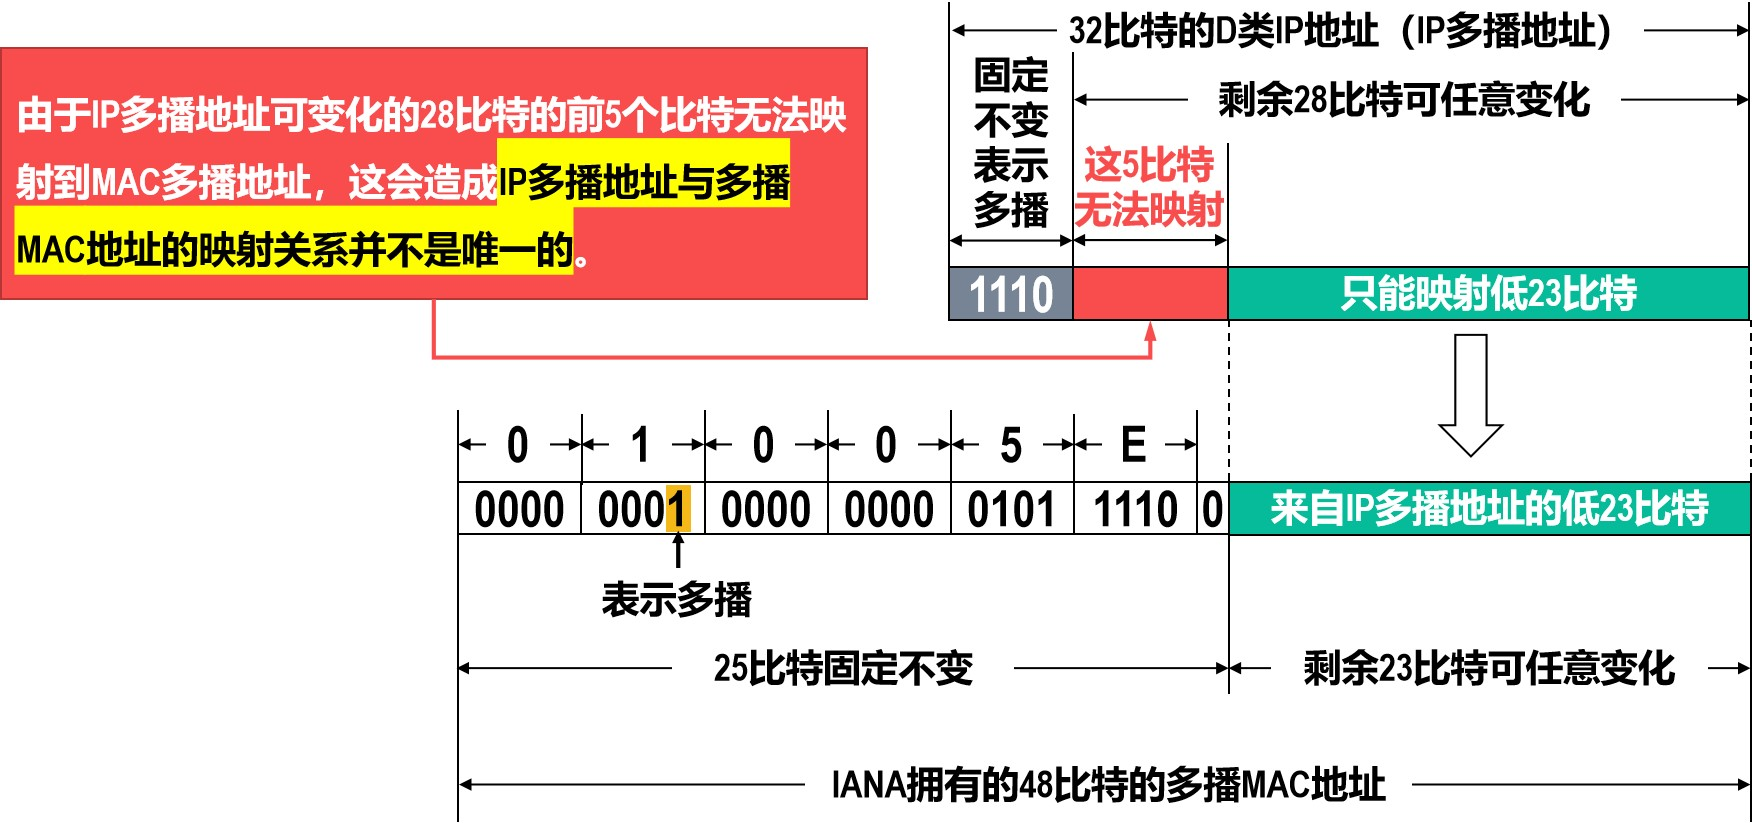 32比特的D类IP地址（IP多播地址）
固定
不变
表示
多播
剩余28比特可任意变化
这5比特
无法映射
由于IP多播地址可变化的28比特的前5个比特无法映
射到MAC多播地址，这会造成IP多播地址与多播
MAC地址的映射关系并不是唯一的。
1110
只能映射低23比特
0 1 0 0 5 E
0000 0001 0000 0000 0101 1110 0 来自IP多播地址的低23比特
表示多播
25比特固定不变
剩余23比特可任意变化
IANA拥有的48比特的多播MAC地址